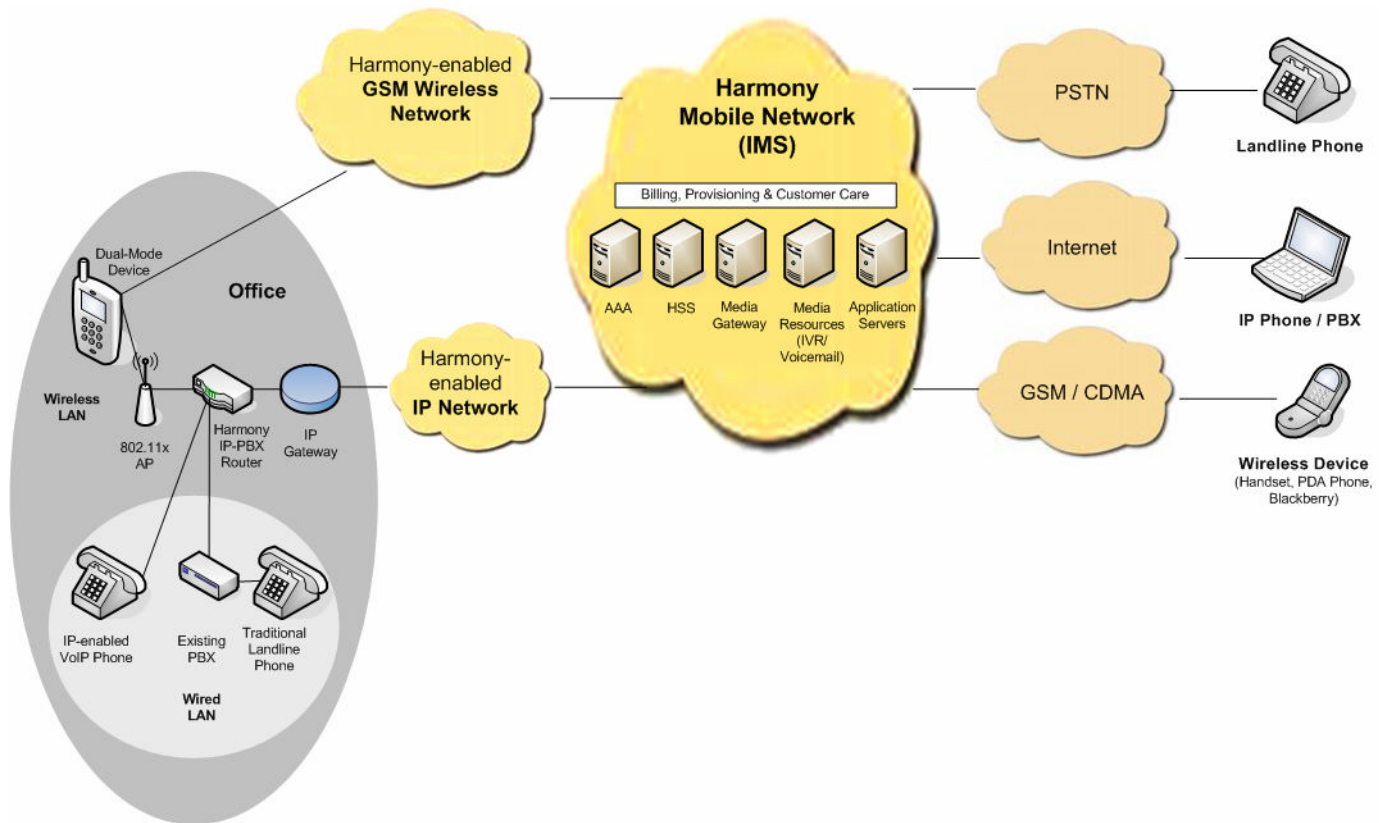 Harmony-enabled
GSM Wireless
Network
Harmony
Mobile Network
(IMS)
Billing, Provisioning & Customer Care
AAA
HSS
Media
Gateway
Media
Resources
(IVR/
Voicemail)
Application
Servers
PSTN
Landline Phone
Internet
IP Phone / PBX
GSM / CDMA
Wireless Device
(Handset, PDA Phone,
Blackberry)
Dual-Mode
Device
Office
Wireless
LAN
802.11x
AP
Harmony
IP-PBX
Router
IP
Gateway
Harmony-
enabled
IP Network
IP-enabled
VoIP Phone
Existing
PBX
Traditional
Landline
Phone
Wired
LAN